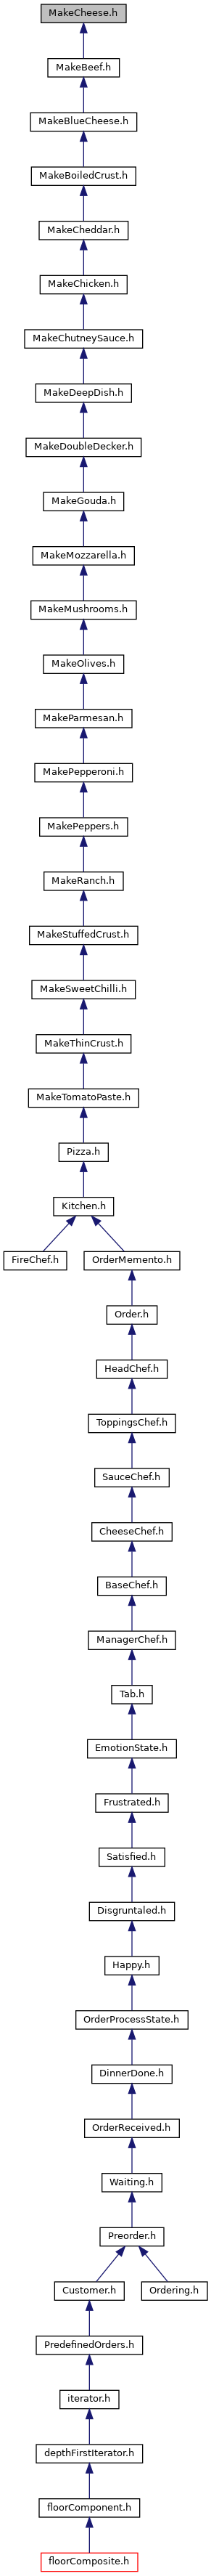 MakeCheese.h
MakeBeef.h
MakeBlueCheese.h
MakeBoiledCrust.h
MakeCheddar.h
MakeChicken.h
MakeChutneySauce.h
MakeDeepDish.h
MakeDoubleDecker.h
MakeGouda.h
MakeMozzarella.h
MakeMushrooms.h
MakeOlives.h
MakeParmesan.h
MakePepperoni.h
MakePeppers.h
MakeRanch.h
MakeStuffedCrust.h
MakeSweetChilli.h
MakeThinCrust.h
MakeTomatoPaste.h
Pizza.h
Kitchen.h
FireChef.h
OrderMemento.h
Order.h
HeadChef.h
ToppingsChef.h
SauceChef.h
CheeseChef.h
BaseChef.h
ManagerChef.h
Tab.h
EmotionState.h
Frustrated.h
Satisfied.h
Disgruntaled.h
Happy.h
OrderProcessState.h
DinnerDone.h
OrderReceived.h
Waiting.h
Preorder.h
Customer.h
Ordering.h
PredefinedOrders.h
iterator.h
depthFirstIterator.h
floorComponent.h
floorComposite.h